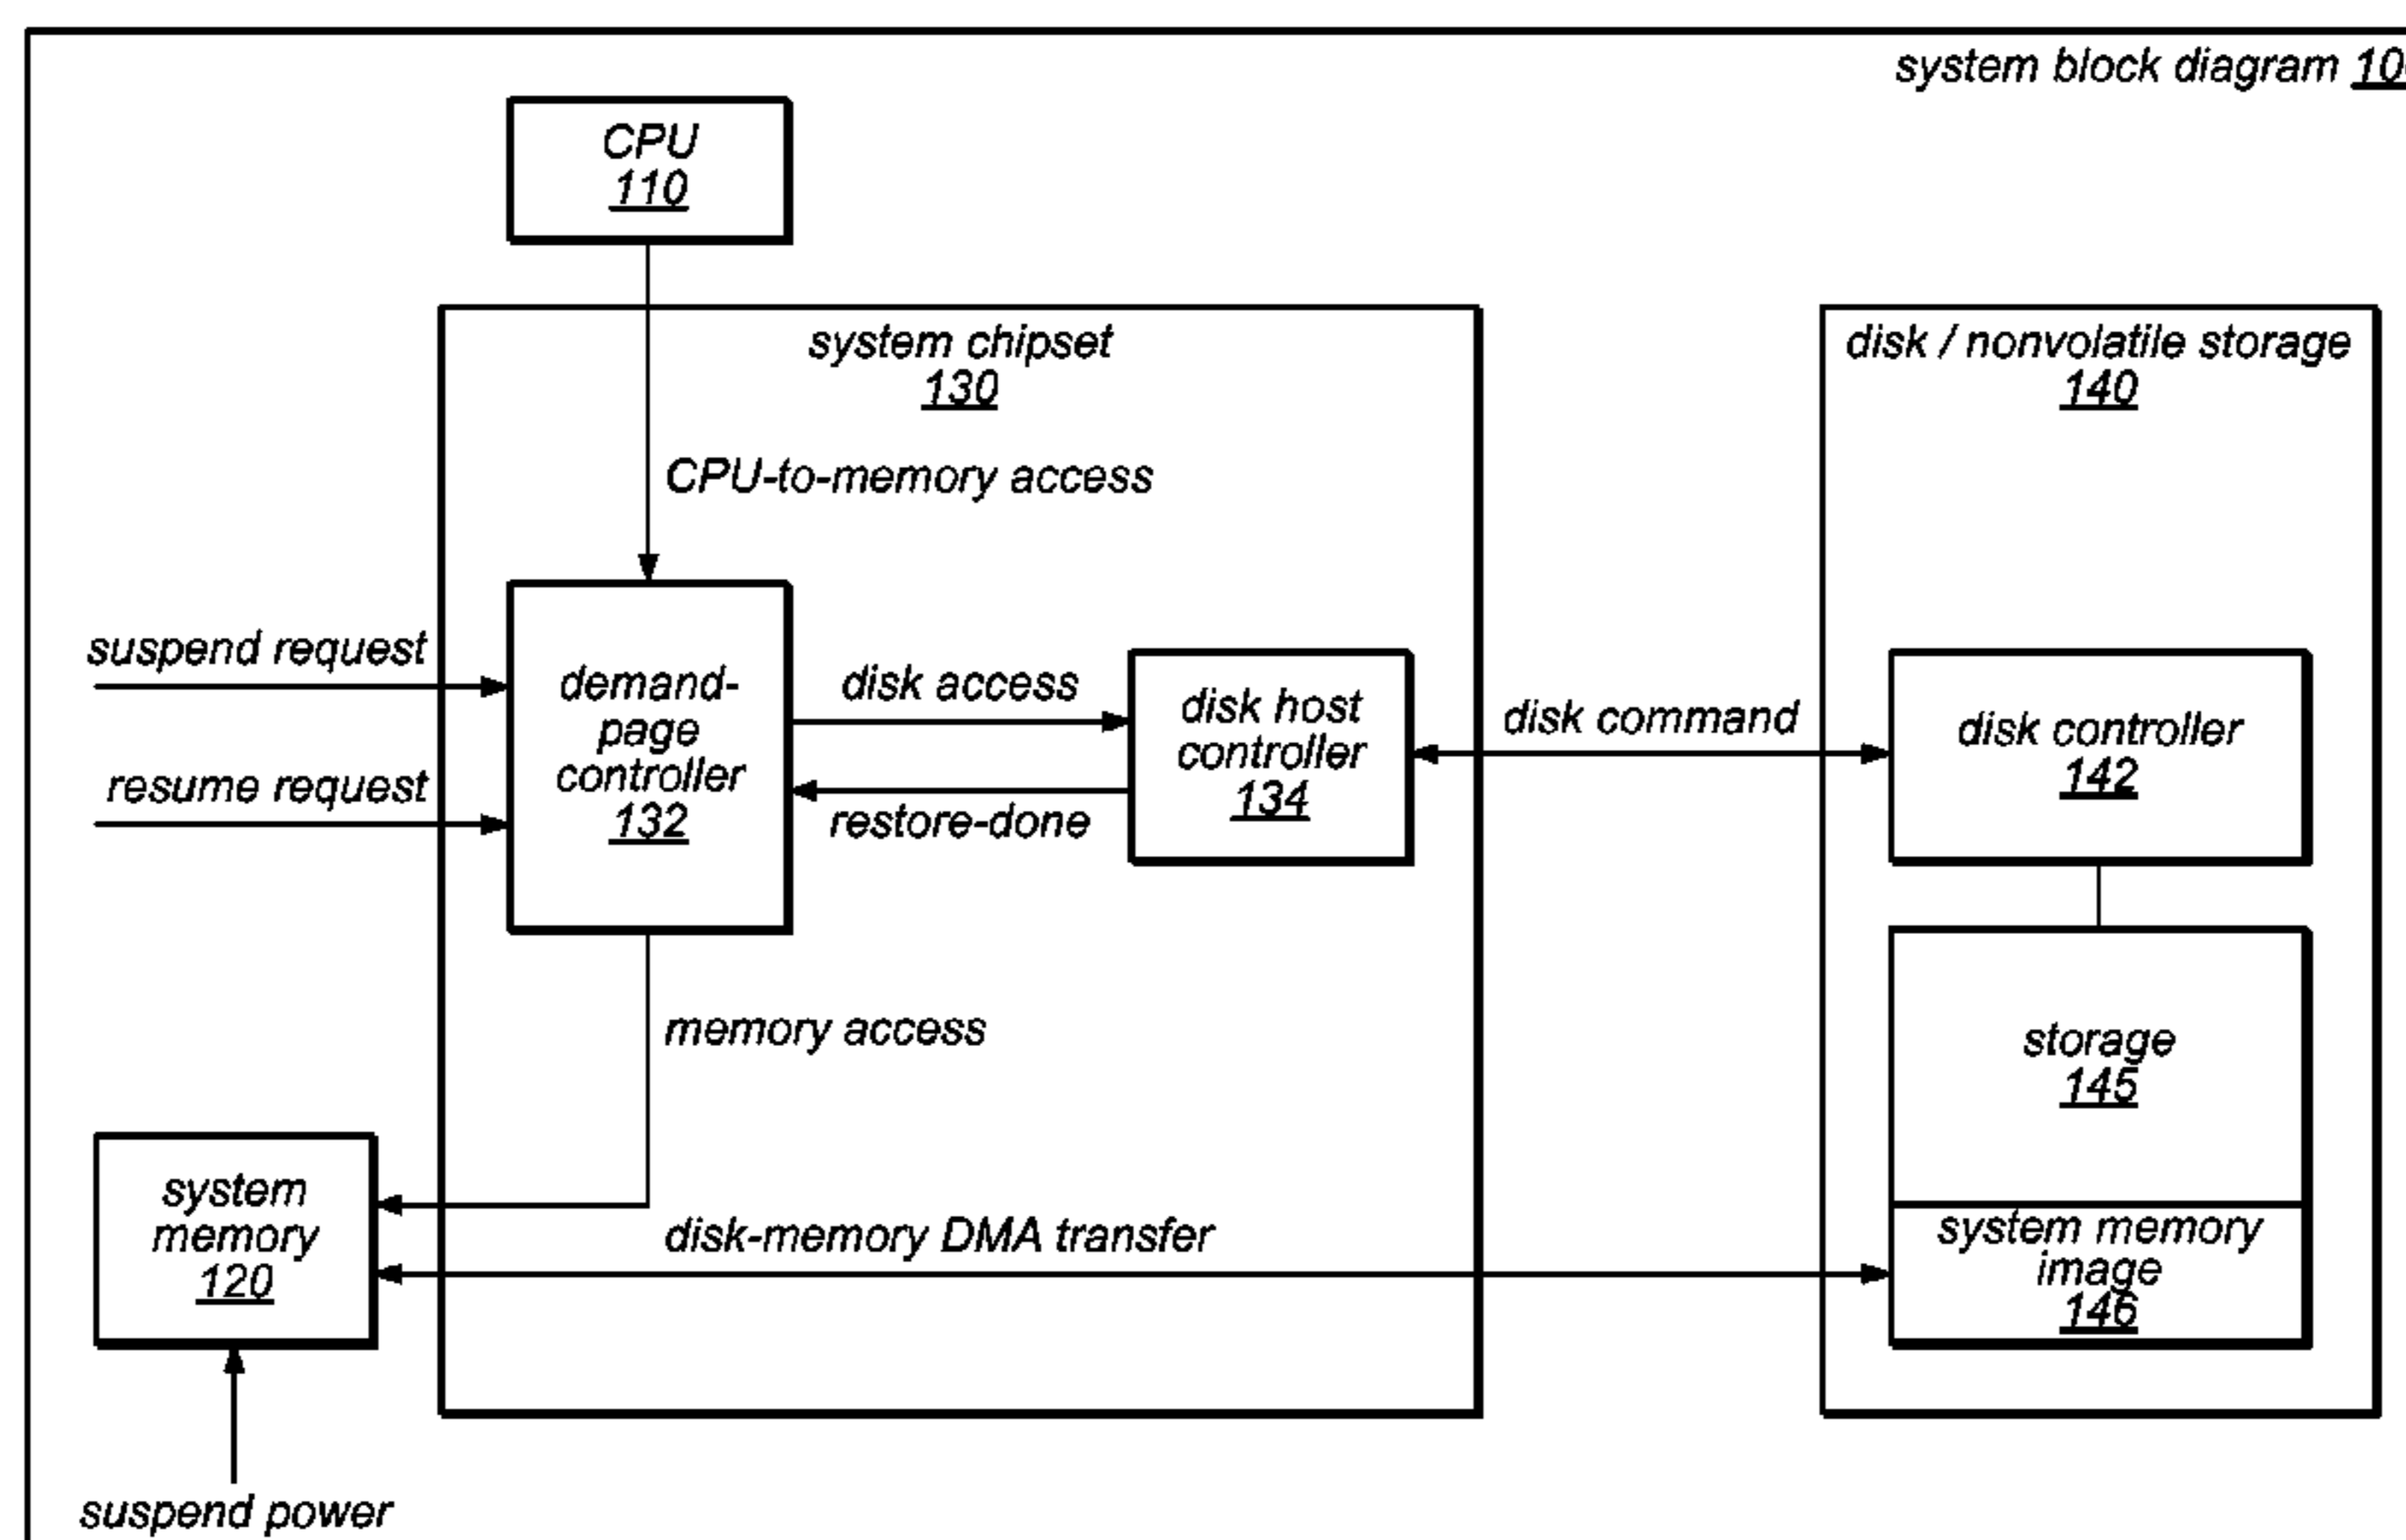 system block diagram
CPU
110
system chipset
130
disk / nonvolatile storage
140
CPU-to-memory access
suspend request
resume request
demand-
page
controller
132
disk access
restore-done
disk host
controller
134
disk command
disk controller
142
memory access
storage
145
system
memory
120
disk-memory DMA transfer
system memory
image
146
suspend power